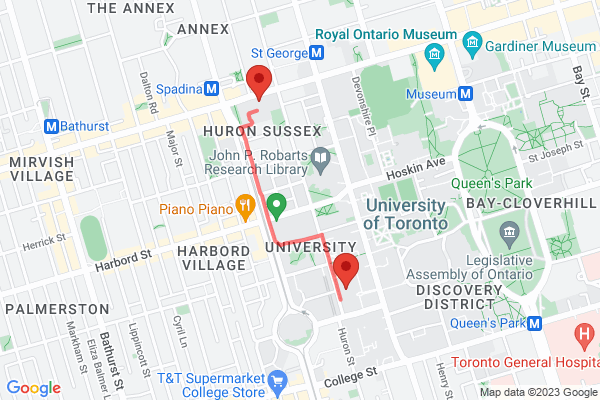 THE ANNEX
ANNEX
Royal Ontario Museum
Gardiner Museum
St George M
Spadina M
Museum M
Bay St
Devonshire Pl
Dalton Rd
M Bathurst
Major St
HURON SUSSEX
MIRVISH
VILLAGE
John P. Robarts
Research Library
Hoskin Ave
St Joseph St
Queen's Park
BAY-CLOVERHILL
Piano Piano
University
of Toronto
Herrick St
Harbord St
HARBORD
VILLAGE
UNIVERSITY
Legislative
Assembly of Ontario
DISCOVERY
DISTRICT
PALMERSTON
Queen's Park M
Markham St
Bathurst St
Eliza Balmer L
Lippincott St
Cyril Ln
Huron St
Henry St
College St
Toronto General Hospita
H
T&T Supermarket
College Store
Google
Map data ©2023 Google